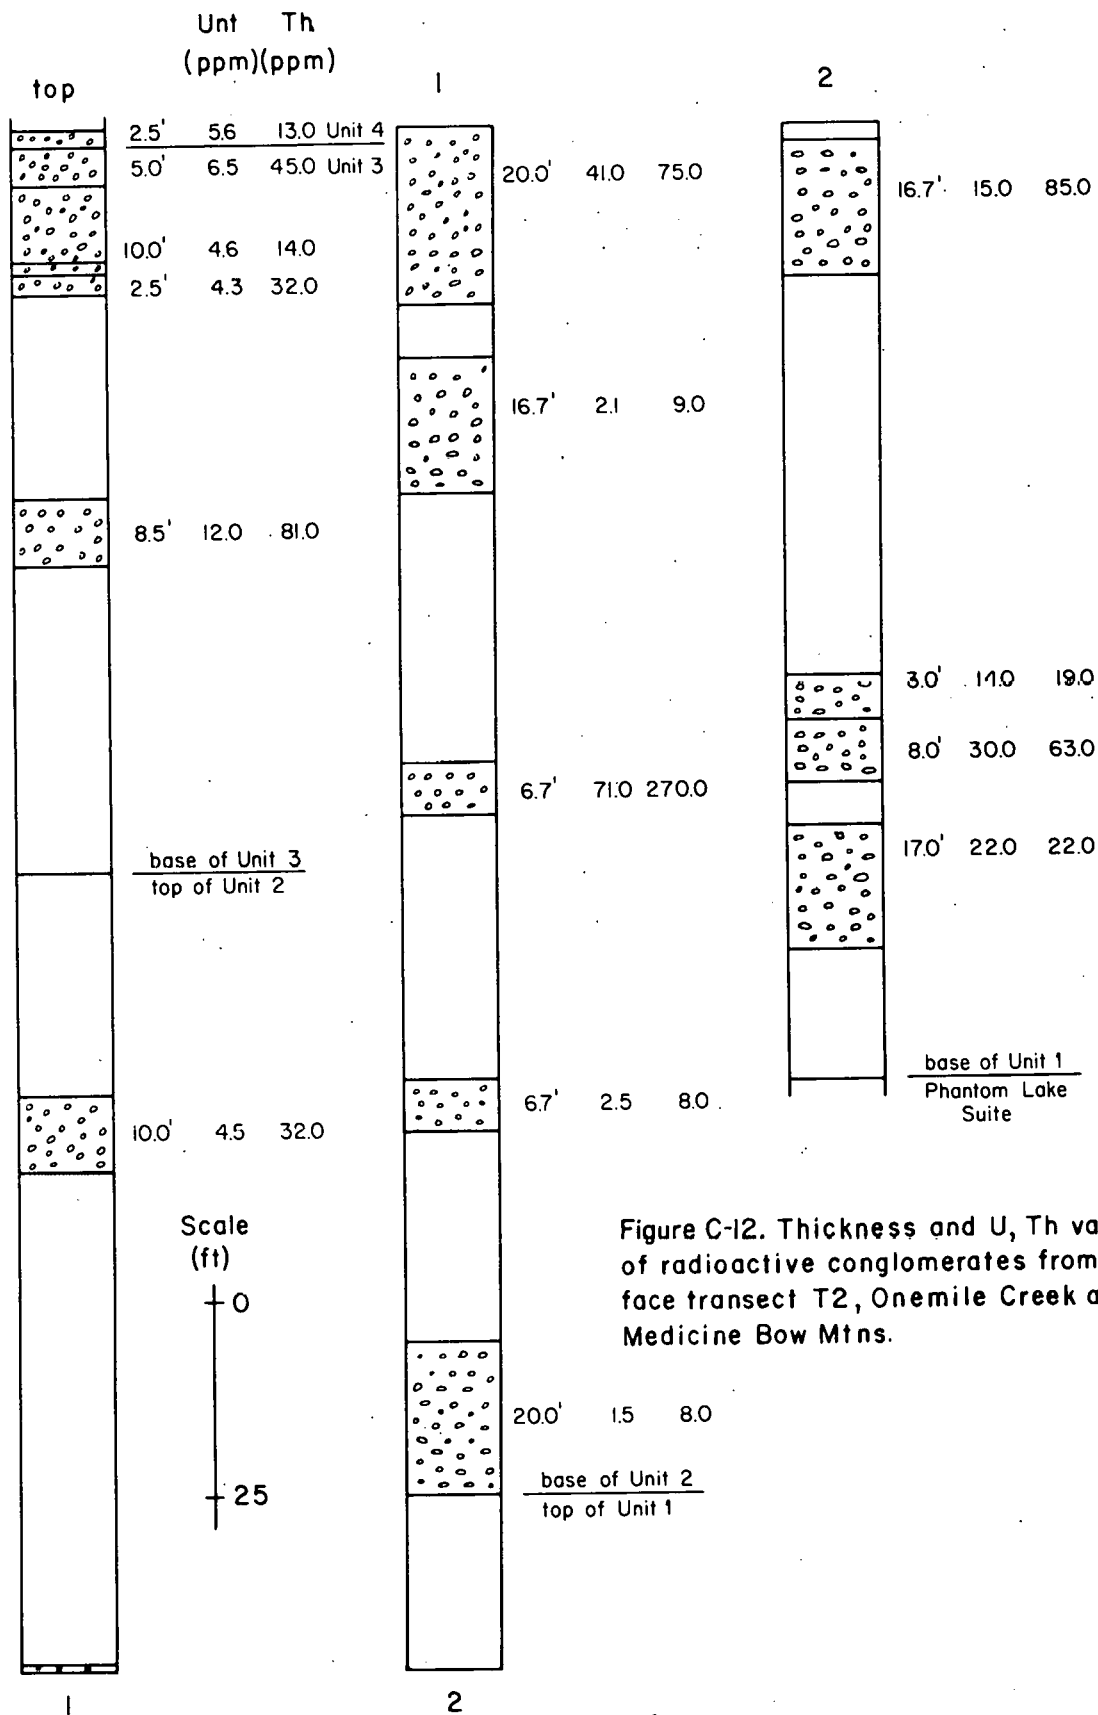 Unt Th
(ppm)(ppm)
top
2.5' 5.6 13.0 Unit 4
5.0' 6.5 45.0 Unit 3
10.0' 4.6 14.0
2.5' 4.3 32.0
8.5' 12.0 81.0
base of Unit 3
top of Unit 2
10.0' 4.5 32.0
Scale
(ft)
0
25
1
1
20.0' 41.0 75.0
16.7' 2.1 9.0
6.7' 71.0 270.0
6.7' 2.5 8.0
20.0' 1.5 8.0
base of Unit 2
top of Unit 1
2
2
16.7' 15.0 85.0
3.0' 19.0
8.0' 30.0 63.0
17.0' 22.0 22.0
base of Unit 1
Phantom Lake
Suite
Figure C-12. Thickness and U, Th va
of radioactive conglomerates from
face transect T2, Onemile Creek a
Medicine Bow Mtns.